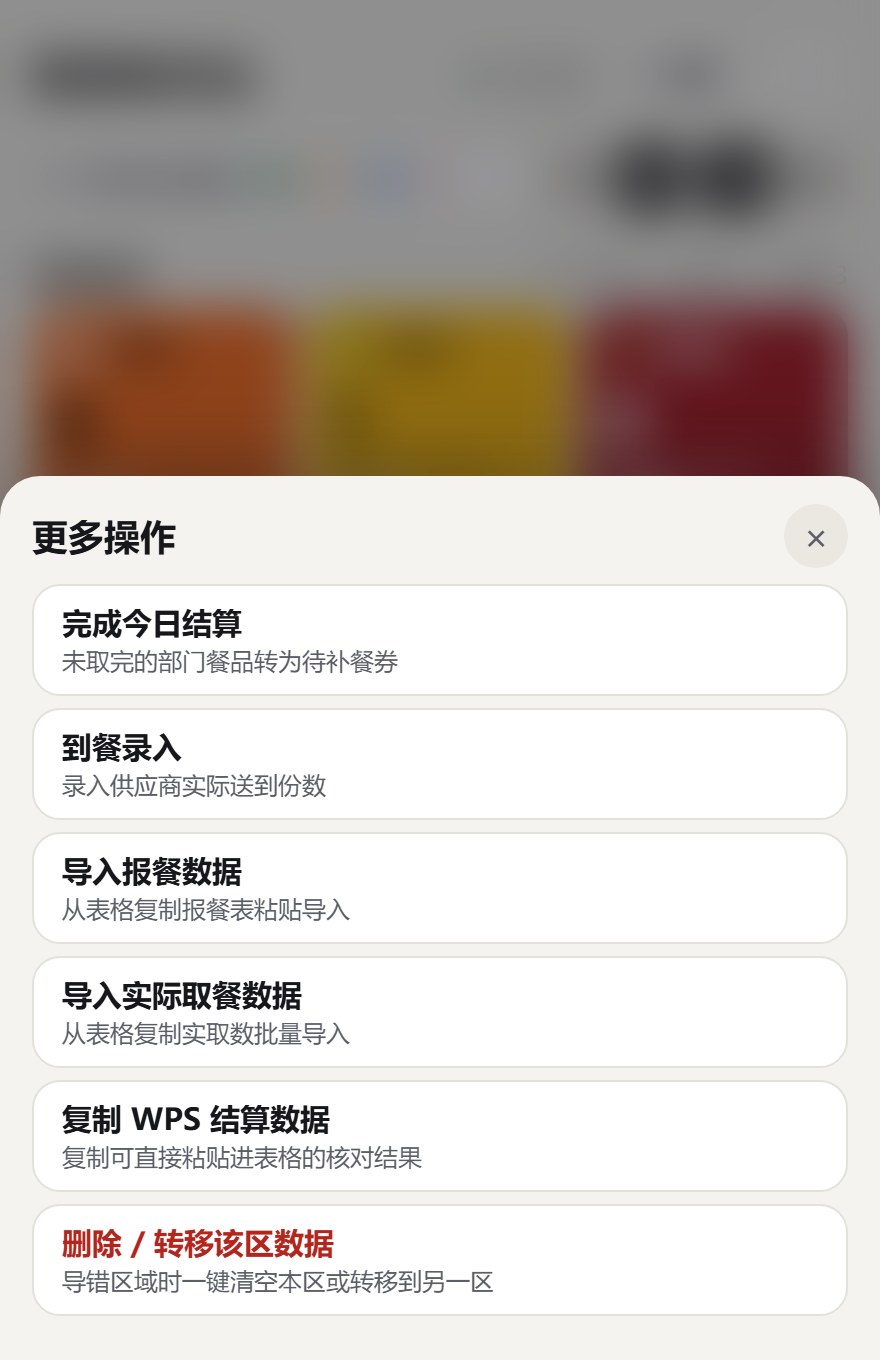 更多操作
×
完成今日结算
未取完的部门餐品转为待补餐券
到餐录入
录入供应商实际送到份数
导入报餐数据
从表格复制报餐表粘贴导入
导入实际取餐数据
从表格复制实取数批量导入
复制 WPS 结算数据
复制可直接粘贴进表格的核对结果
删除 / 转移该区数据
导错区域时一键清空本区或转移到另一区